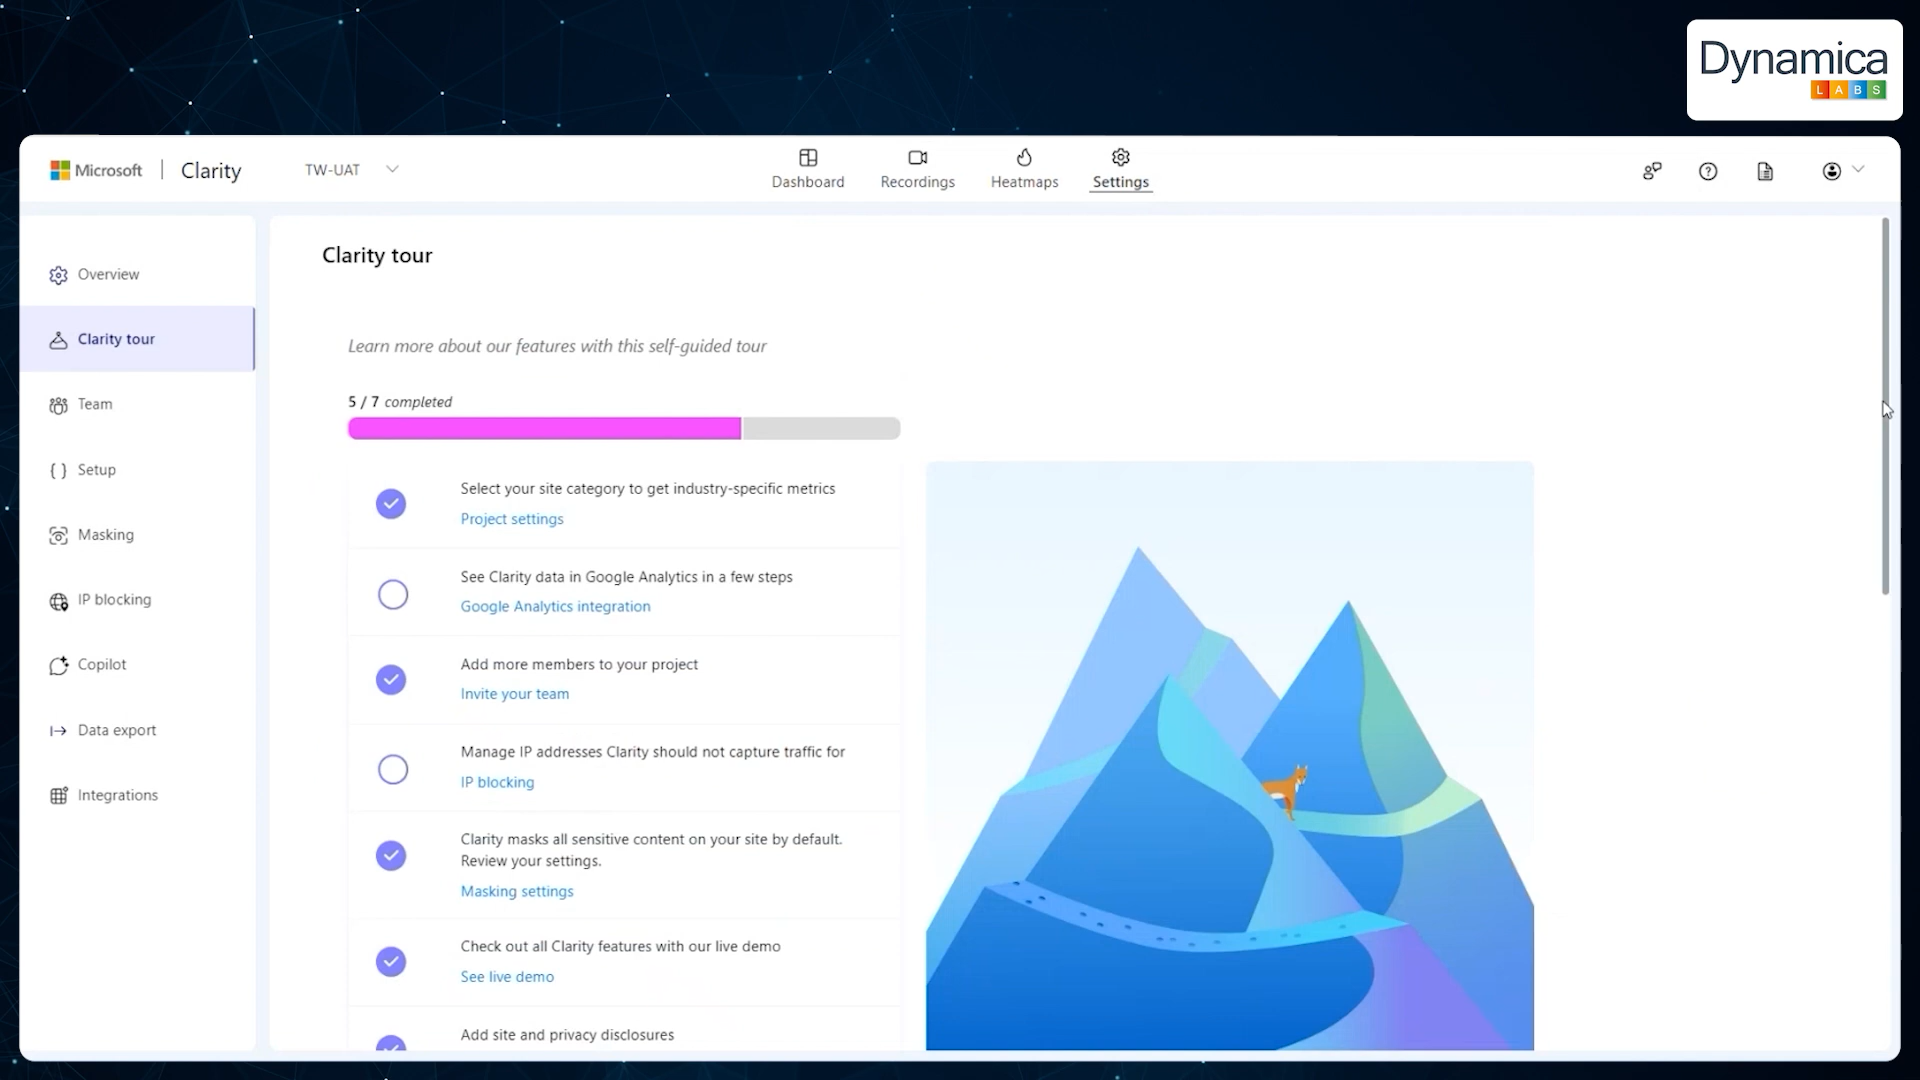 Dynamica
LABS
Microsoft
Clarity
TW-UAT
Dashboard
Recordings
Heatmaps
Settings
Overview
Clarity tour
Team
Setup
Masking
IP blocking
Copilot
Data export
Integrations
Clarity tour
Learn more about our features with this self-guided tour
5 / 7 completed
Select your site category to get industry-specific metrics
Project settings
See Clarity data in Google Analytics in a few steps
Google Analytics integration
Add more members to your project
Invite your team
Manage IP addresses Clarity should not capture traffic for
IP blocking
Clarity masks all sensitive content on your site by default.
Review your settings.
Masking settings
Check out all Clarity features with our live demo
See live demo
Add site and privacy disclosures